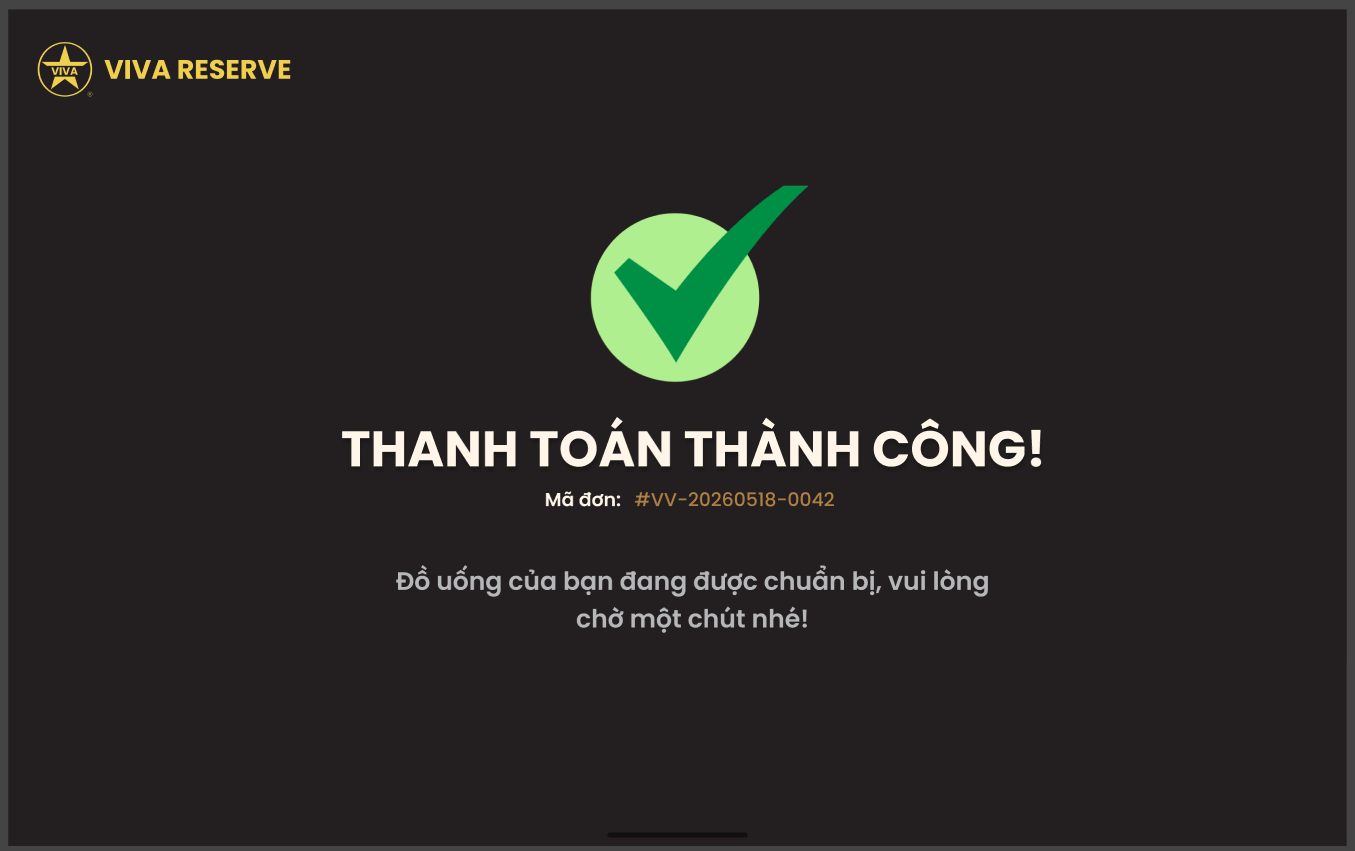 VIVA
®
VIVA RESERVE
THANH TOÁN THÀNH CÔNG!
Mã đơn: #VV-20260518-0042
Đồ uống của bạn đang được chuẩn bị, vui lòng
chờ một chút nhé!